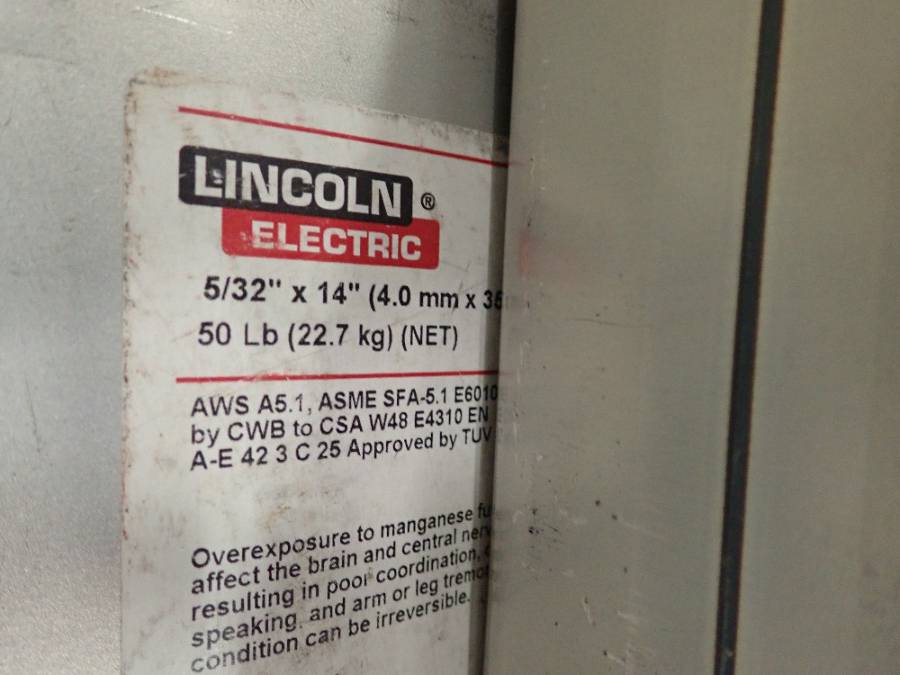 LINCOLN ®
ELECTRIC
5/32" x 14" (4.0 mm x
50 Lb (22.7 kg) (NET)
AWS A5.1, ASME SFA-5.1 E6010
by CWB to CSA W48 E4310 EN
A-E 42 3 C 25 Approved by TUV
Overexposure to manganese
affect the brain and central
resulting in poor coordination,
speaking, and arm or leg
condition can be irreversible.